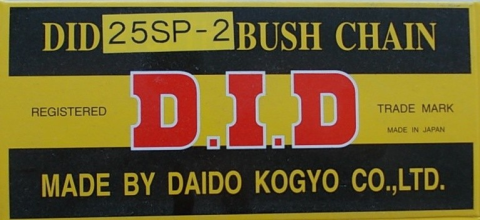 DID 25SP-2 BUSH CHAIN
REGISTERED D.I.D TRADE MARK
MADE IN JAPAN
MADE BY DAIDO KOGYO CO.,LTD.